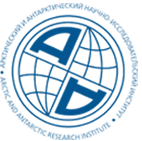 АРКТИЧЕСКИЙ И АНТАРКТИЧЕСКИЙ НАУЧНО-ИССЛЕДОВАТЕЛЬСКИЙ ИНСТИТУТ
ARCTIC AND ANTARCTIC RESEARCH INSTITUTE